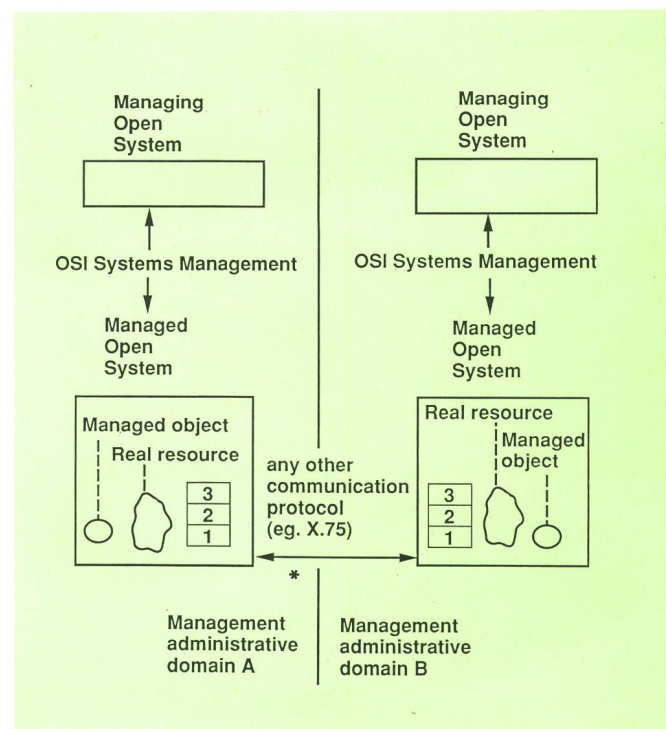 Managing
Open
System
OSI Systems Management
Managed
Open
System
Managed object
Real resource
3
2
1
any other
communication
protocol
(eg. X.75)
*
Managing
Open
System
OSI Systems Management
Managed
Open
System
Real resource
Managed
object
3
2
1
Management
administrative
domain A
Management
administrative
domain B